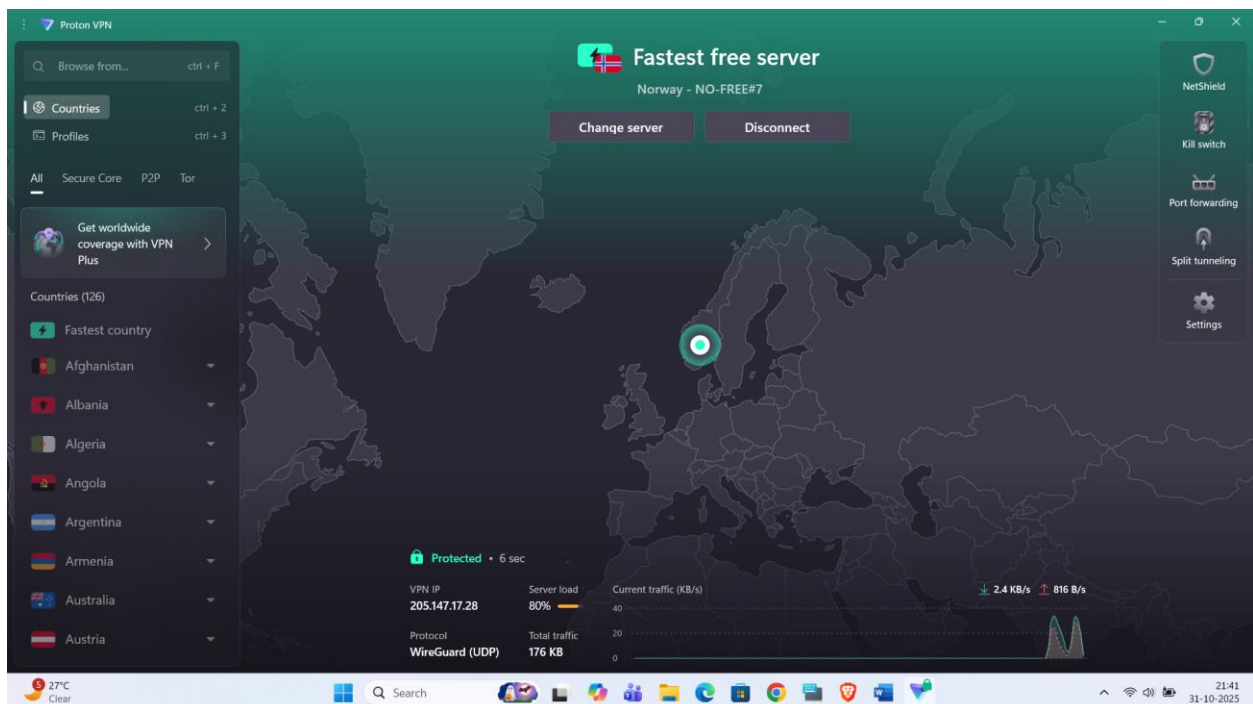 Proton VPN
Browse from... ctrl + F
Countries ctrl + 2
Profiles ctrl + 3
All Secure Core P2P Tor
Get worldwide
coverage with VPN
Plus
Countries (126)
Fastest country
Afghanistan
Albania
Algeria
Angola
Argentina
Armenia
Australia
Austria
Fastest free server
Norway - NO-FREE#7
Change server Disconnect
NetShield
Kill switch
Port forwarding
Split tunneling
Settings
Protected • 6 sec
VPN IP Server load Current traffic (KB/s) 2.4 KB/s 816 B/s
205.147.17.28 80% 40
Protocol Total traffic 20
WireGuard (UDP) 176 KB 0
5 27°C
Clear
Search
21:41
31-10-2025